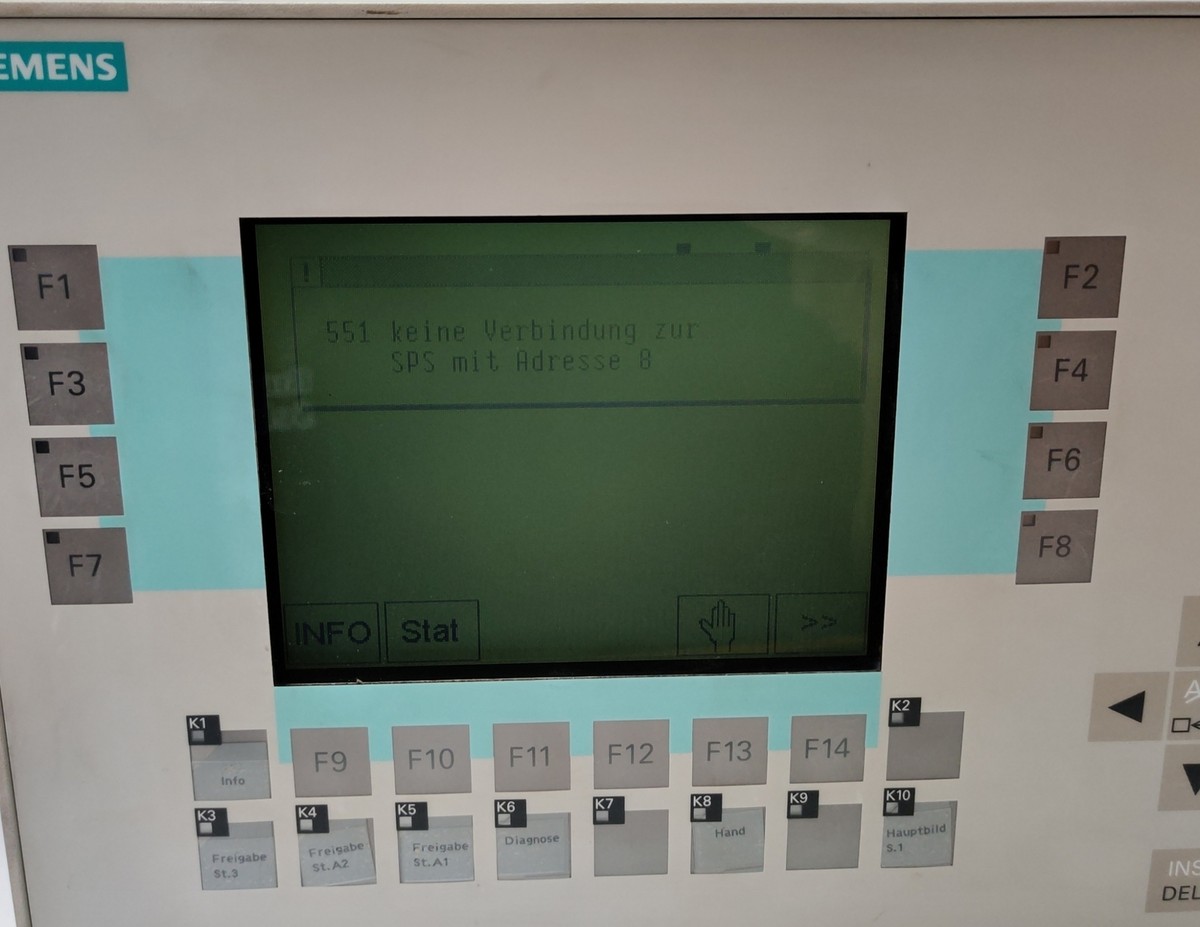 EMENS
F1
F2
F3
F4
F5
F6
F7
F8
!
551 keine Verbindung zur
SPS mit Adresse 8
INFO
Stat
>>
K1
Info
F9
F10
F11
F12
F13
F14
K2
K3
Freigabe
St.3
K4
Freigabe
St.A2
K5
Freigabe
St.A1
K6
Diagnose
K7
K8
Hand
K9
K10
Hauptbild
S.1
A
INS
DEL